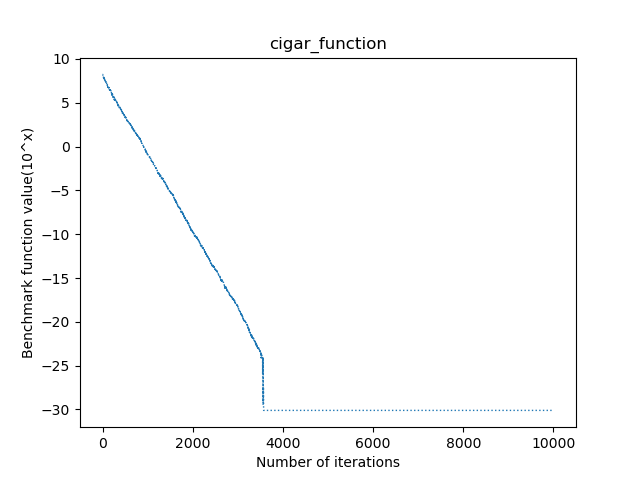 cigar_function
Benchmark function value(10^x)
10
5
0
−5
−10
−15
−20
−25
−30
0 2000 4000 6000 8000 10000
Number of iterations